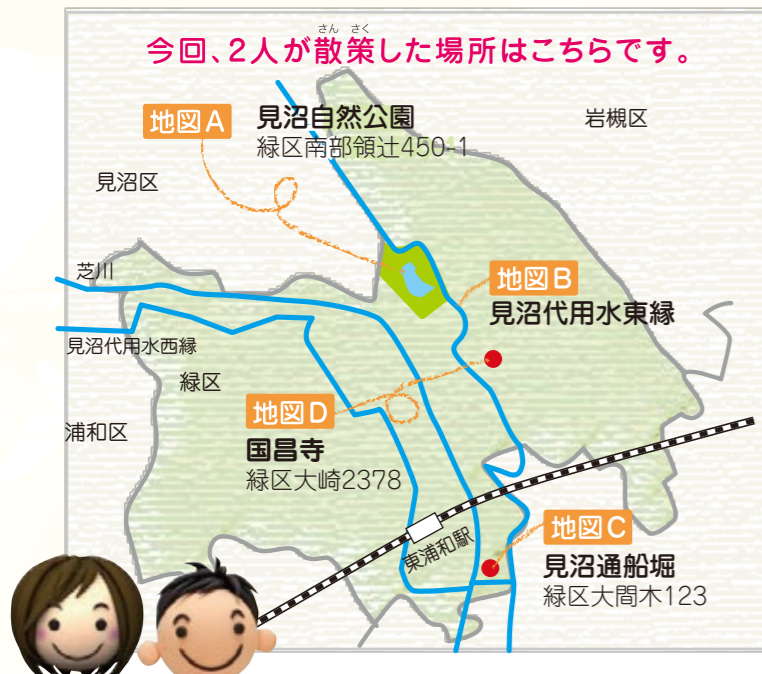 さん さく
今回、2人が散策した場所はこちらです。
地図A
見沼自然公園
緑区南部領辻450-1
岩槻区
見沼区
芝川
地図B
見沼代用水東縁
見沼代用水西縁
緑区
地図D
国昌寺
緑区大崎2378
浦和区
東浦和駅
地図C
見沼通船堀
緑区大間木123